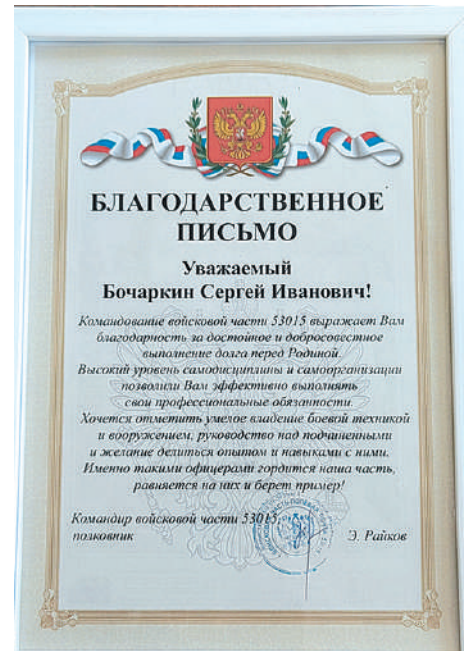 БЛАГОДАРСТВЕННОЕ
ПИСЬМО
Уважаемый
Бочаркин Сергей Иванович!
Командование войсковой части 53015 выражает Вам
благодарность за достойное и добросовестное
выполнение долга перед Родиной.
Высокий уровень самодисциплины и самоорганизации
позволили Вам эффективно выполнять
свои профессиональные обязанности.
Хочется отметить умелое владение боевой техникой
и вооружением, руководство над подчиненными
и желание делиться опытом и навыками с ними.
Именно такими офицерами гордится наша часть,
равняется на них и берет пример!
Командир войсковой части 53015,
полковник Э. Райков